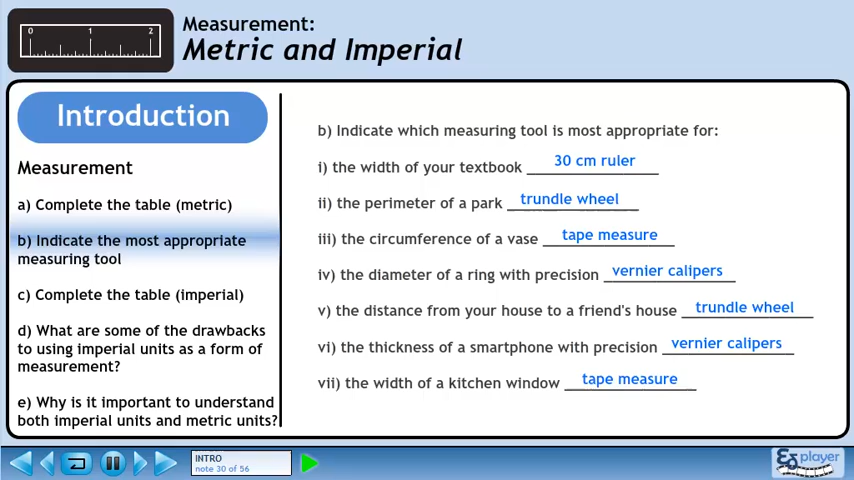 0 1 2
Measurement:
Metric and Imperial
Introduction
Measurement
a) Complete the table (metric)
b) Indicate the most appropriate
measuring tool
c) Complete the table (imperial)
d) What are some of the drawbacks
to using imperial units as a form of
measurement?
e) Why is it important to understand
both imperial units and metric units?
b) Indicate which measuring tool is most appropriate for:
i) the width of your textbook 30 cm ruler
ii) the perimeter of a park trundle wheel
iii) the circumference of a vase tape measure
iv) the diameter of a ring with precision vernier calipers
v) the distance from your house to a friend's house trundle wheel
vi) the thickness of a smartphone with precision vernier calipers
vii) the width of a kitchen window tape measure
INTRO
note 30 of 56
player